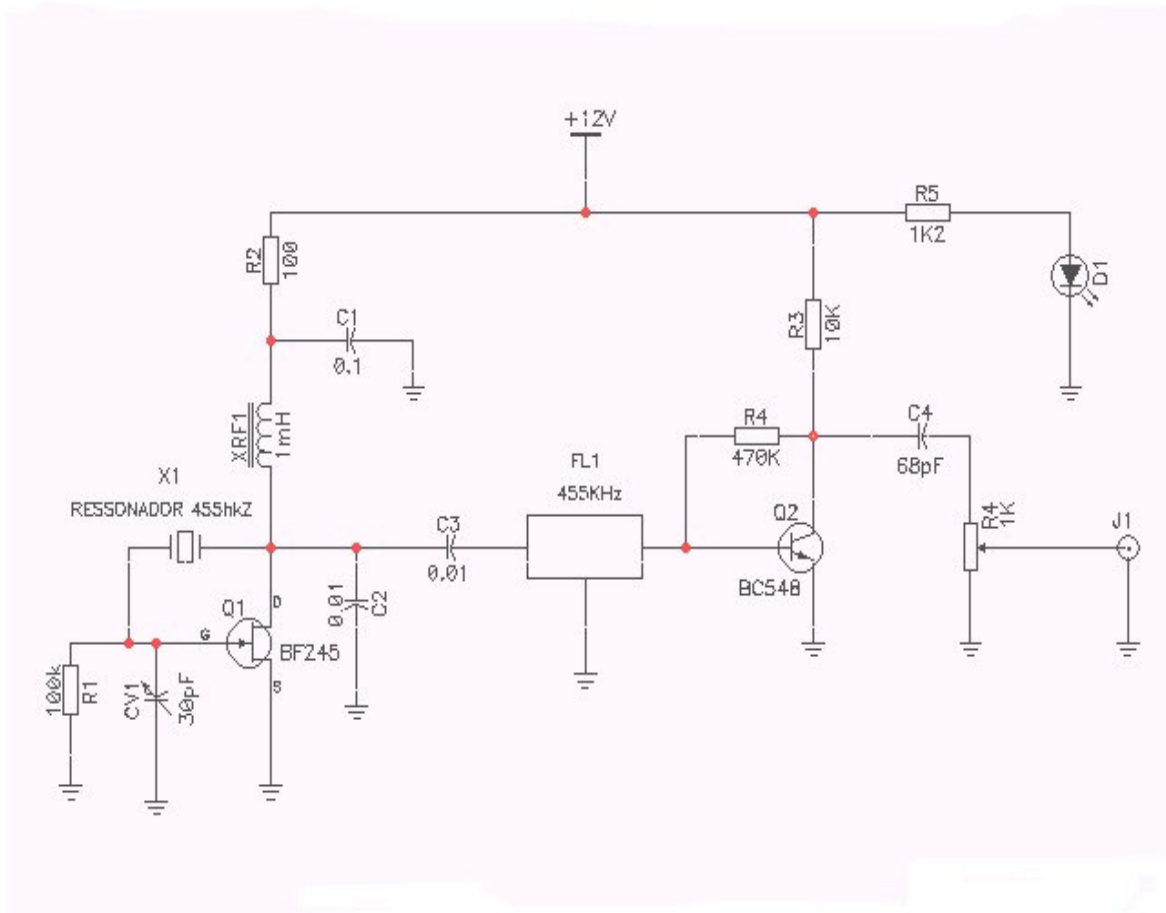 +12V
R5
1K2
D1
R2
100
R3
10K
C1
0.1
XRF1
1mH
R4
470K
C4
68pF
FL1
455KHz
X1
RESSONADOR 455hkZ
C3
0.01
Q2
BC548
R4
1K
J1
0.01
C2
Q1
D
G
S
BFZ45
100k
R1
CV1
30pF